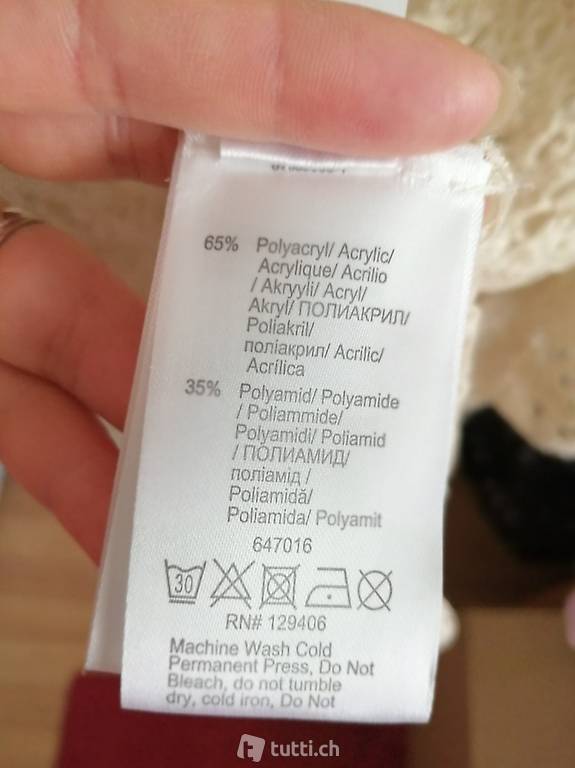 65% Polyacryl/ Acrylic/
Acrylique/ Acrilio
/ Akryyli/ Acryl/
Akryl/ ПОЛИАКРИЛ/
Poliakril/
поліакрил/ Acrilic/
Acrílica
35% Polyamid/ Polyamide
/ Poliammide/
Polyamidi/ Poliamid
/ ПОЛИАМИД/
поліамід /
Poliamidă/
Poliamida/ Polyamit
647016
30
RN# 129406
Machine Wash Cold
Permanent Press, Do Not
Bleach, do not tumble
dry, cold iron, Do Not
tutti.ch